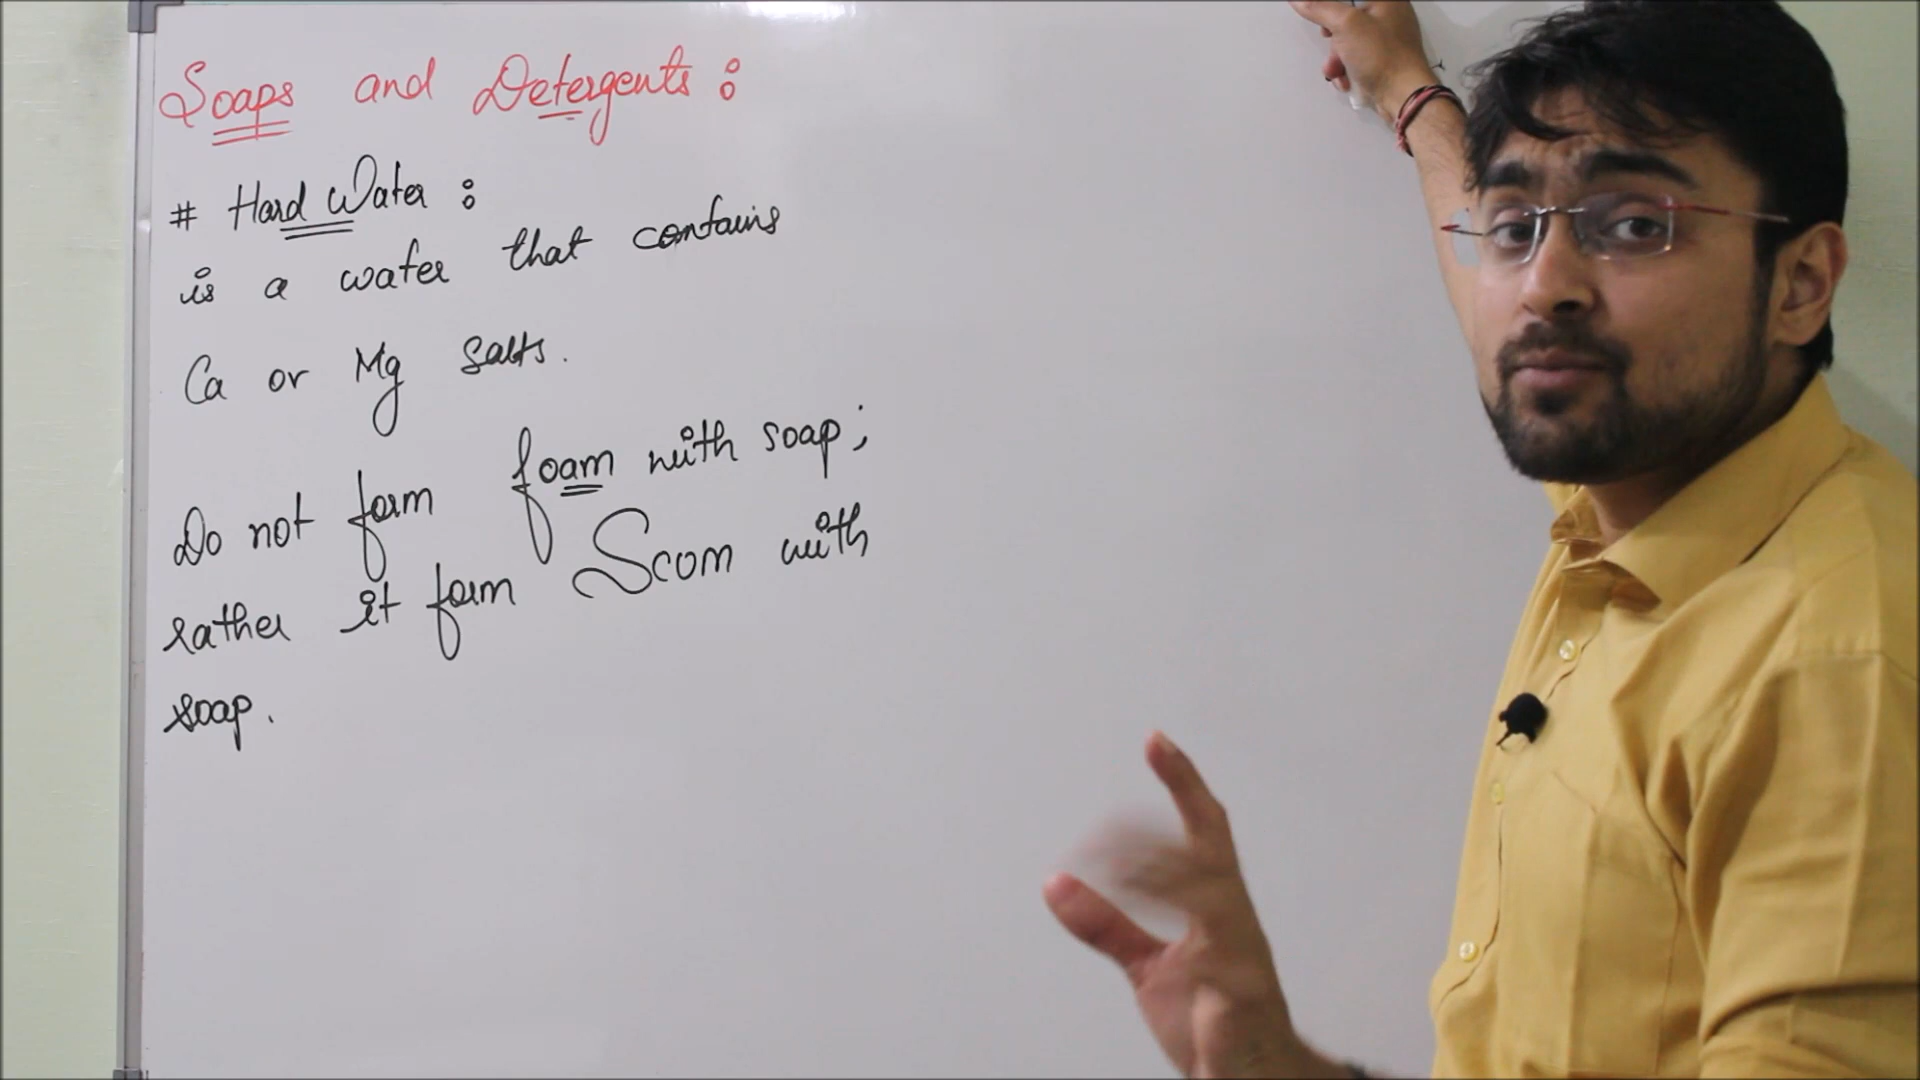 Soaps and Detergents :
# Hard Water :
is a water that contains
Ca or Mg salts.
Do not form foam with soap;
rather it form Scom with
soap.